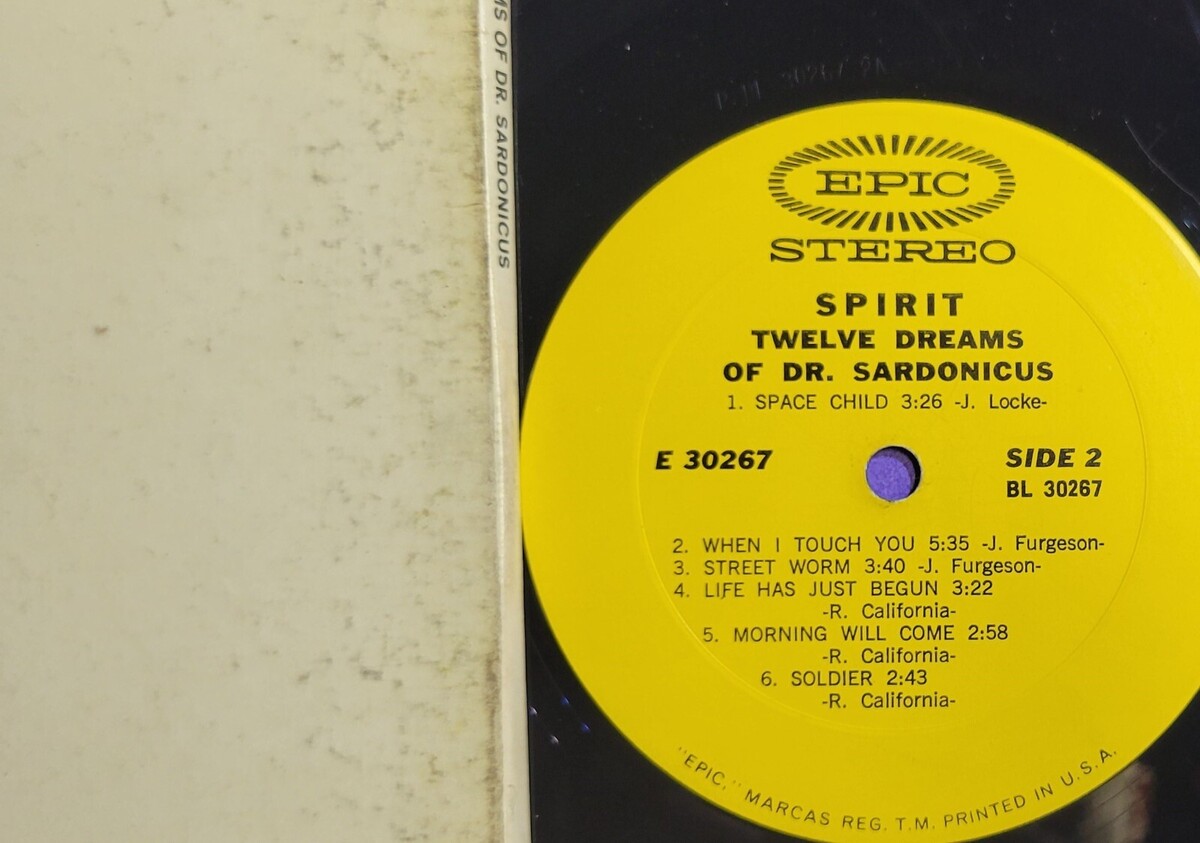 OF DR. SARDONICUS
EPIC
STEREO
SPIRIT
TWELVE DREAMS
OF DR. SARDONICUS
1. SPACE CHILD 3:26 -J. Locke-
E 30267
SIDE 2
BL 30267
2. WHEN I TOUCH YOU 5:35 -J. Furgeson-
3. STREET WORM 3:40 -J. Furgeson-
4. LIFE HAS JUST BEGUN 3:22
-R. California-
5. MORNING WILL COME 2:58
-R. California-
6. SOLDIER 2:43
-R. California-
"EPIC," MARCAS REG. T.M. PRINTED IN U.S.A.